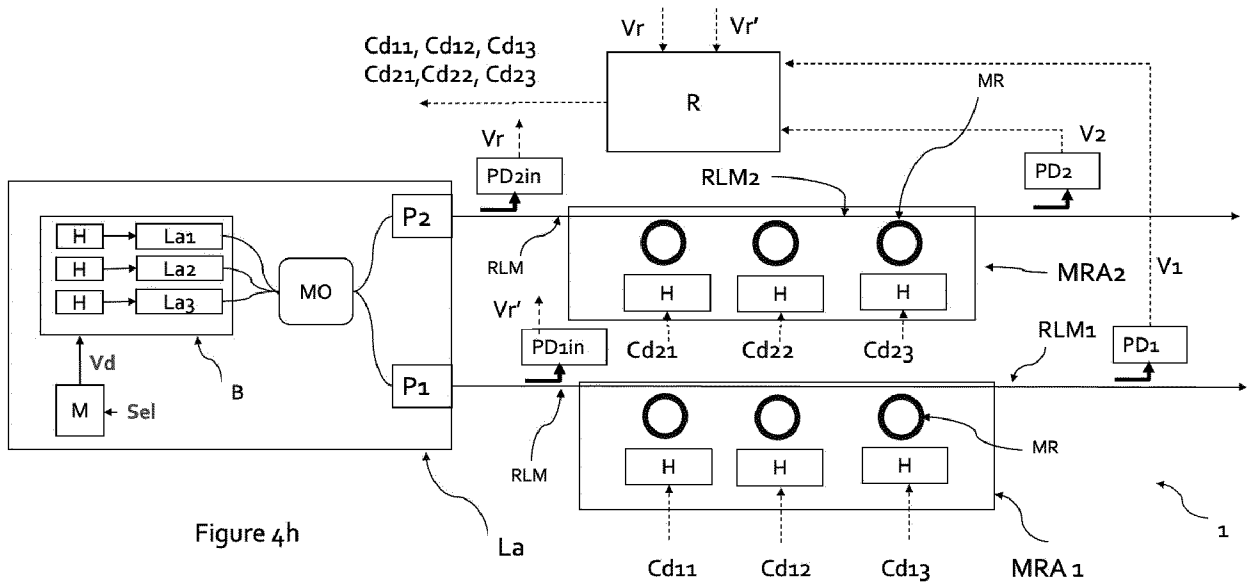 Vr Vr'
Cd11, Cd12, Cd13
Cd21,Cd22, Cd23
R
MR
Vr
V2
PD2in
RLM2
PD2
P2
H La1
H La2
H La3
MO
RLM
H H H
MRA2
V1
Vr'
PD1in
Cd21 Cd22 Cd23
RLM1
PD1
Vd
B
P1
M
Sel
RLM
H H H
MR
Figure 4h
La
Cd11 Cd12 Cd13
MRA 1
1